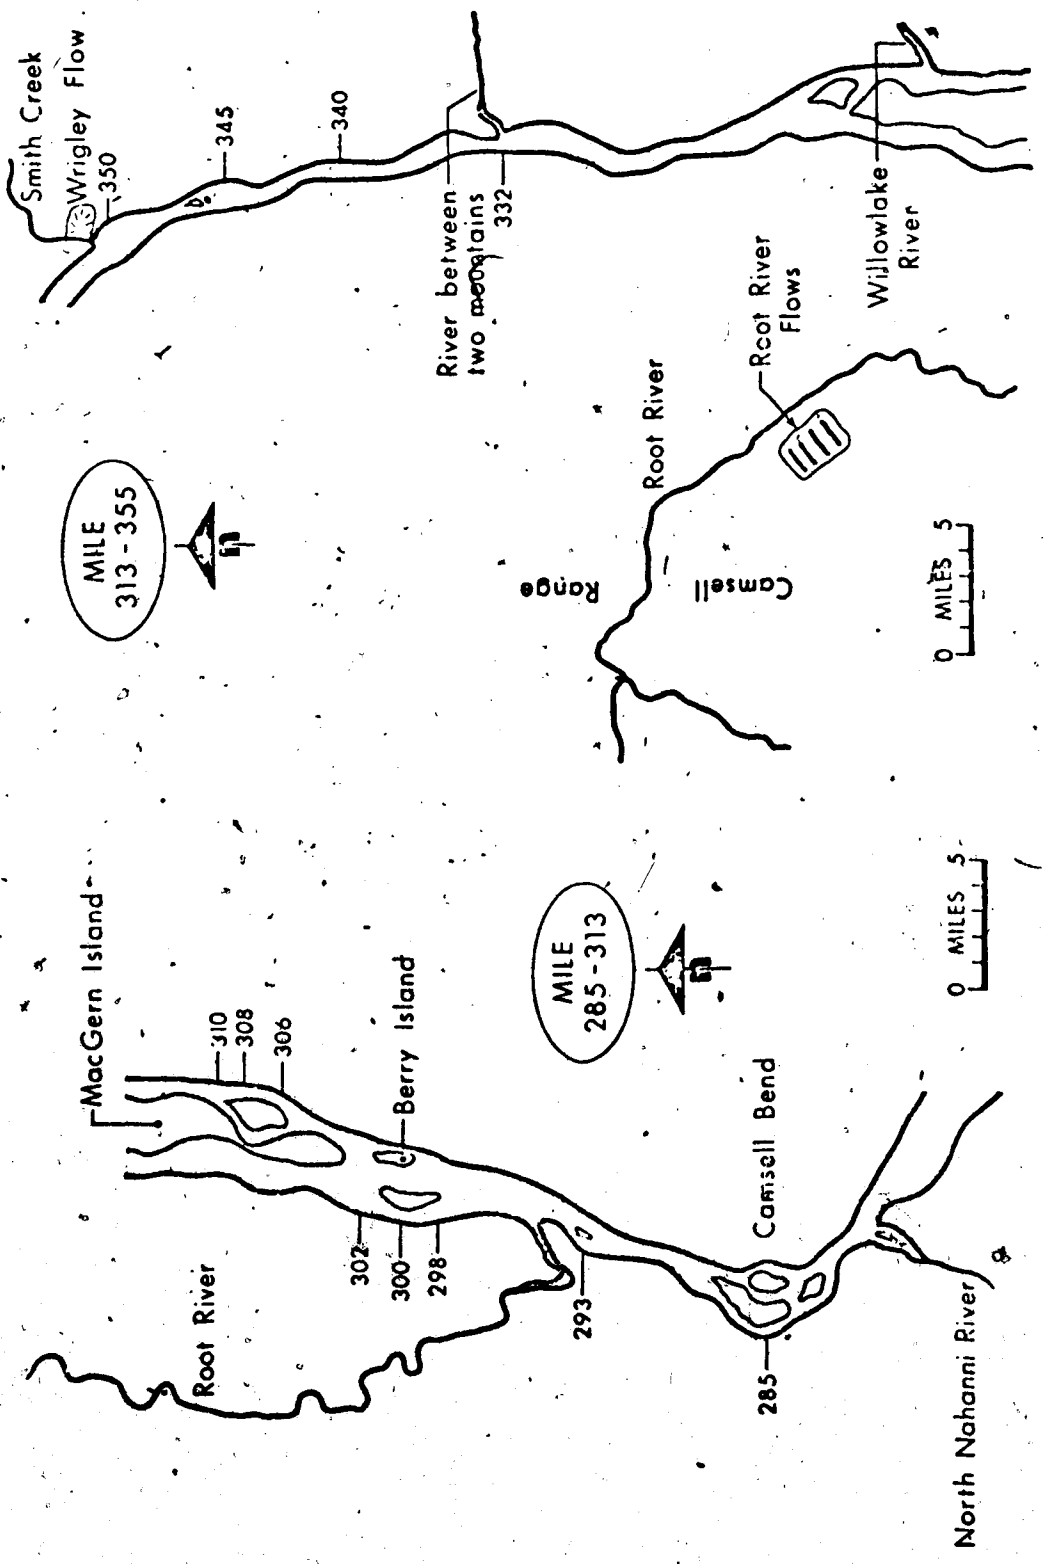 MacGern Island
310
308
306
Berry Island
302
300
298
Root River
293
MILE
285-313
Camsell Bend
285
North Nahanni River
0 MILES 5
Smith Creek
Wrigley Flow
350
345
340
MILE
313-355
River between
two mountains
332
Root River
Range
Camsell
Root River
Flows
Willowlake
River
0 MILES 5